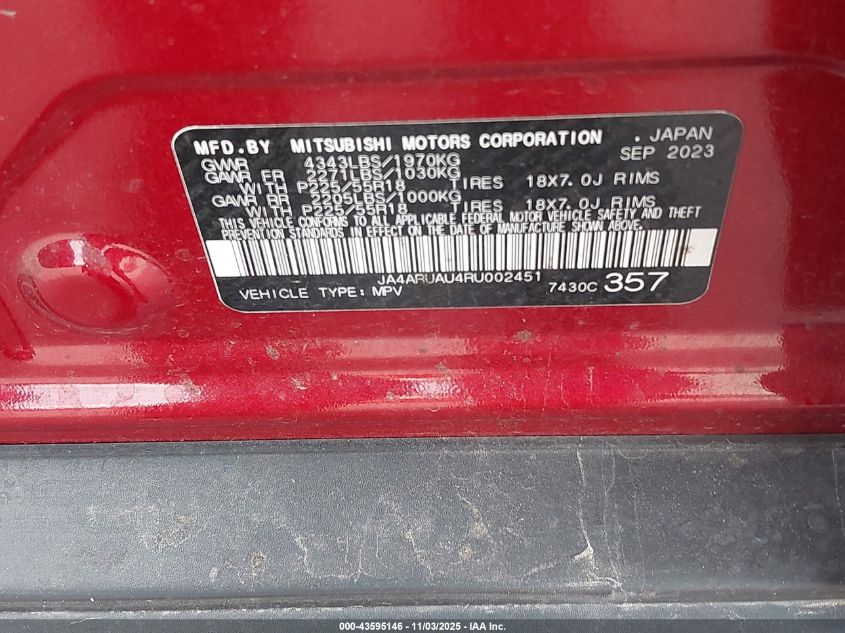 MFD.BY MITSUBISHI MOTORS CORPORATION . JAPAN
GVWR 4343LBS/1970KG SEP 2023
GAWR FR 2271LBS/1030KG
WITH P225/55R18 TIRES 18X7.0J RIMS
GAWR RR 2205LBS/1000KG
WITH P225/55R18 TIRES 18X7.0J RIMS
THIS VEHICLE CONFORMS TO ALL APPLICABLE FEDERAL MOTOR VEHICLE SAFETY AND THEFT
PREVENTION STANDARDS IN EFFECT ON THE DATE OF MANUFACTURE SHOWN ABOVE.
JA4ARUAU4RU002451
VEHICLE TYPE: MPV 7430C 357
000-43595146 - 11/03/2025 - IAA Inc.